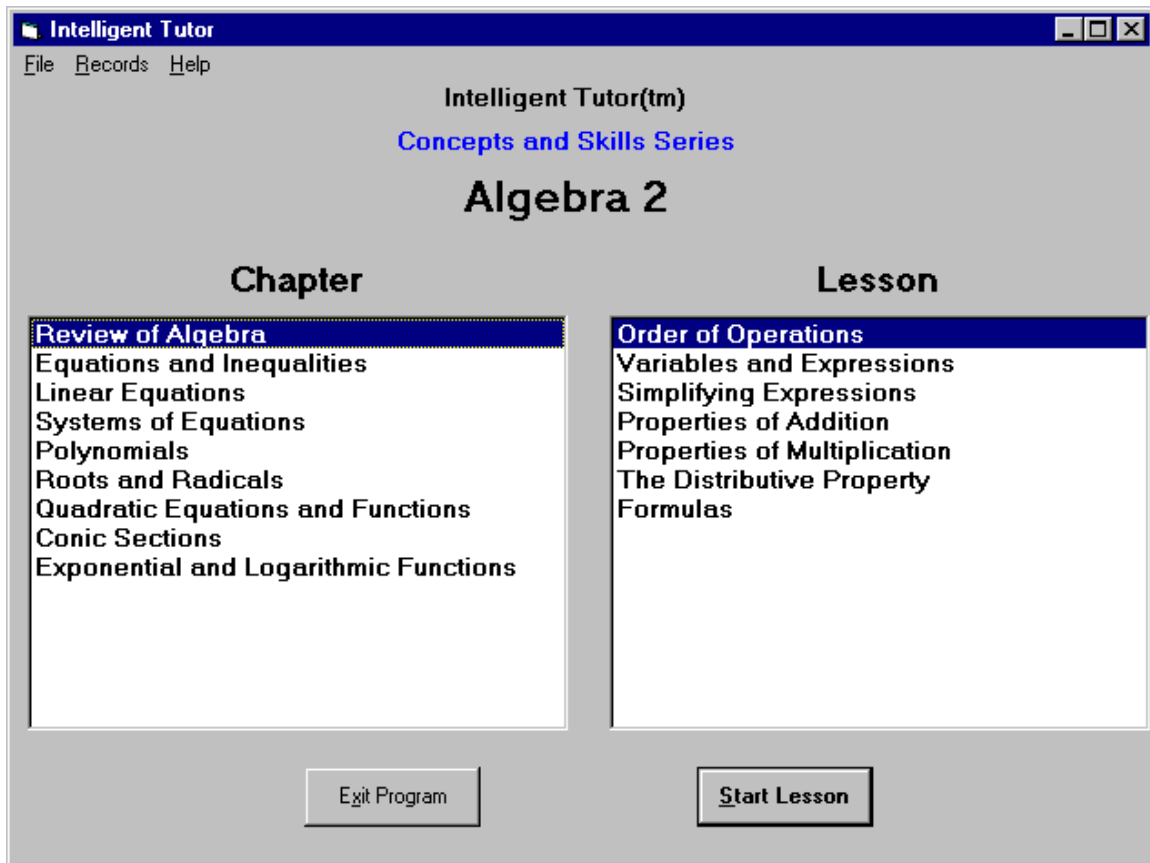 Intelligent Tutor
File Records Help
Intelligent Tutor(tm)
Concepts and Skills Series
Algebra 2
Chapter
Review of Algebra
Equations and Inequalities
Linear Equations
Systems of Equations
Polynomials
Roots and Radicals
Quadratic Equations and Functions
Conic Sections
Exponential and Logarithmic Functions
Lesson
Order of Operations
Variables and Expressions
Simplifying Expressions
Properties of Addition
Properties of Multiplication
The Distributive Property
Formulas
Exit Program
Start Lesson